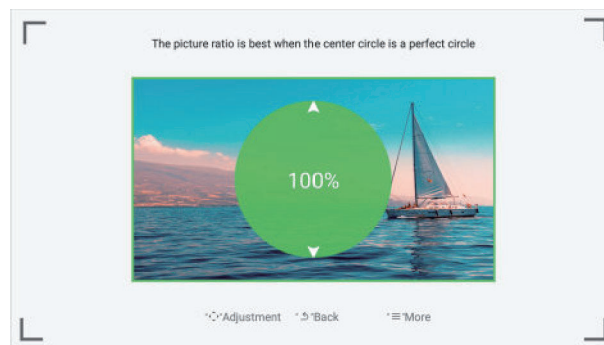 The picture ratio is best when the center circle is a perfect circle
100%
Adjustment Back More